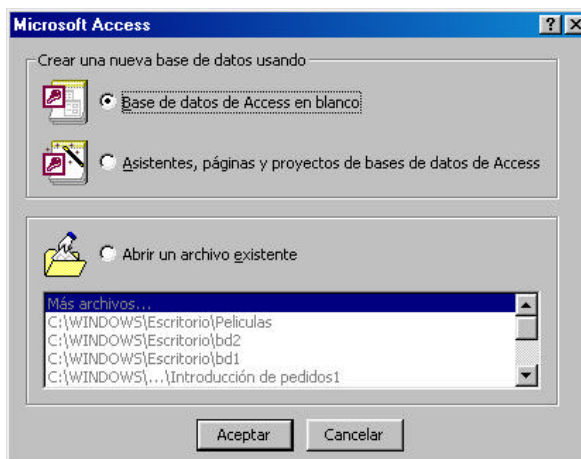 Microsoft Access
Crear una nueva base de datos usando
Base de datos de Access en blanco
Asistentes, páginas y proyectos de bases de datos de Access
Abrir un archivo existente
Más archivos...
C:\WINDOWS\Escritorio\Peliculas
C:\WINDOWS\Escritorio\bd2
C:\WINDOWS\Escritorio\bd1
C:\WINDOWS\...\Introducción de pedidos1
Aceptar Cancelar